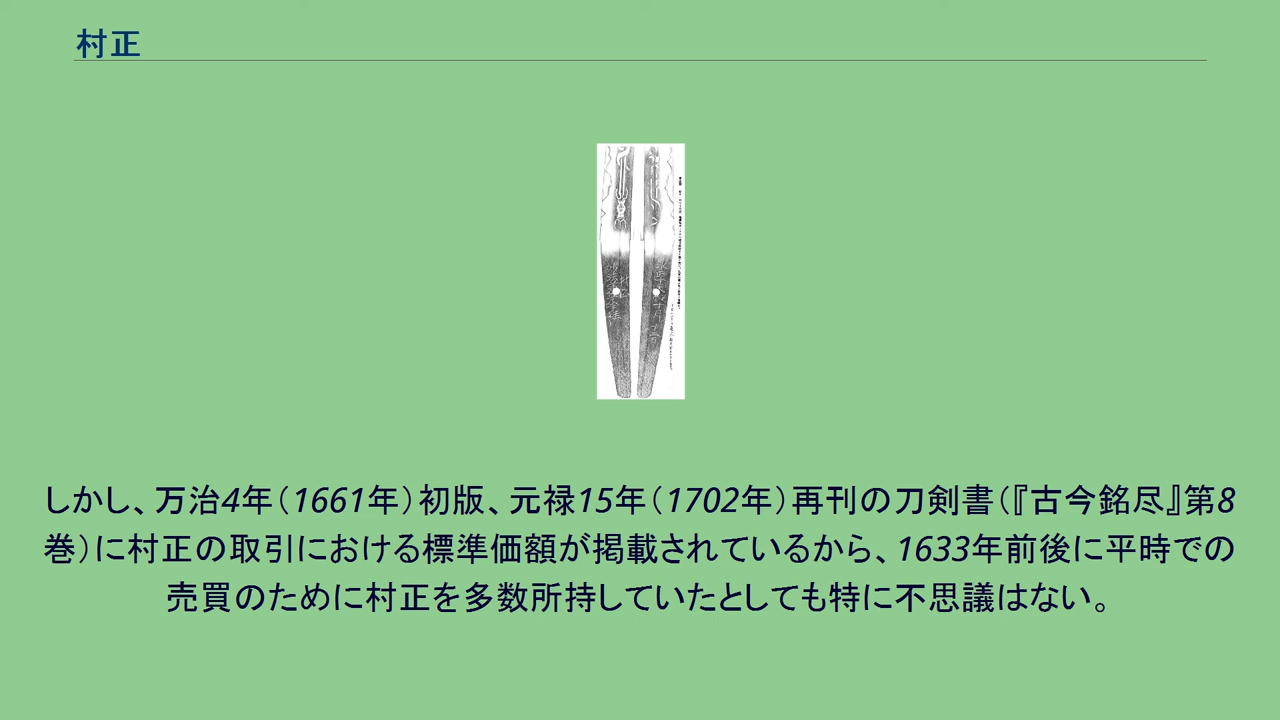 村正
しかし、万治4年（1661年）初版、元禄15年（1702年）再刊の刀剣書（『古今銘尽』第8
巻）に村正の取引における標準価額が掲載されているから、1633年前後に平時での
売買のために村正を多数所持していたとしても特に不思議はない。